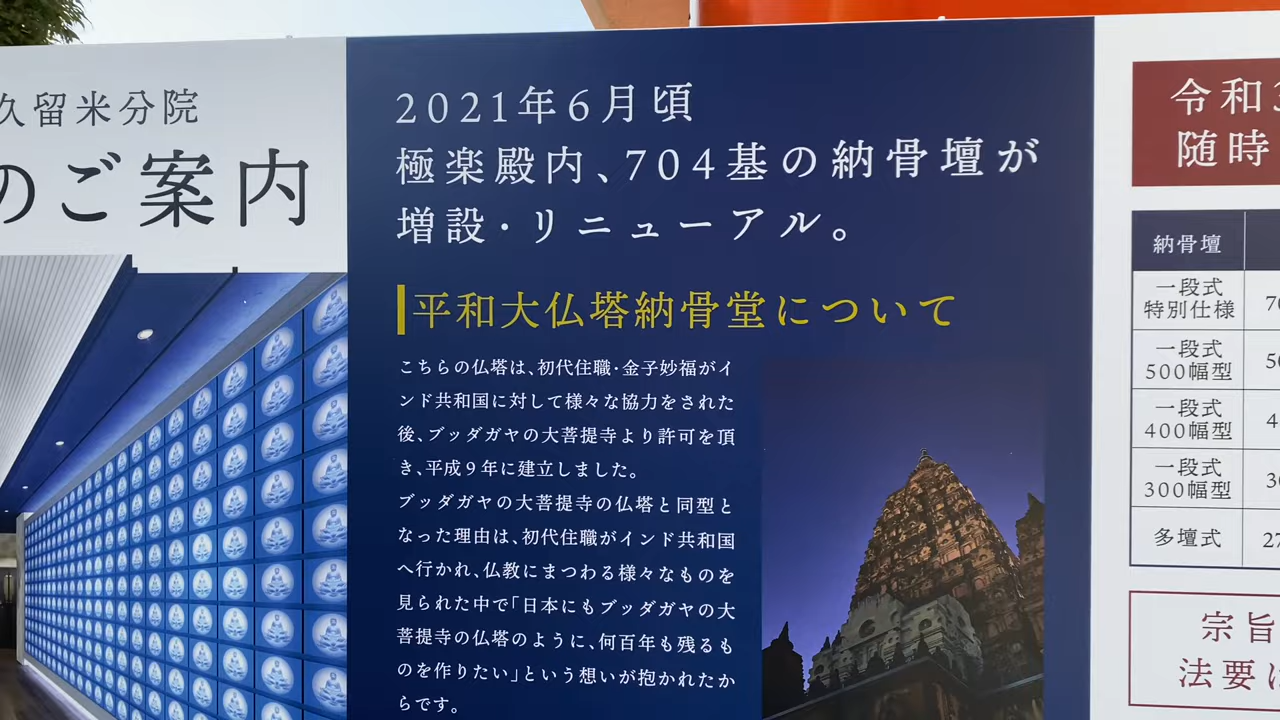 久留米分院
のご案内
2021年6月頃
極楽殿内、704基の納骨壇が
増設・リニューアル。
平和大仏塔納骨堂について
こちらの仏塔は、初代住職・金子妙福がイ
ンド共和国に対して様々な協力をされた
後、ブッダガヤの大菩提寺より許可を頂
き、平成9年に建立しました。
ブッダガヤの大菩提寺の仏塔と同型と
なった理由は、初代住職がインド共和国
へ行かれ、仏教にまつわる様々なものを
見られた中で「日本にもブッダガヤの大
菩提寺の仏塔のように、何百年も残るも
のを作りたい」という想いが抱かれたか
らです。
令和3
随時
納骨壇
一段式
特別仕様
一段式
500幅型
一段式
400幅型
一段式
300幅型
多壇式
27
宗旨
法要は